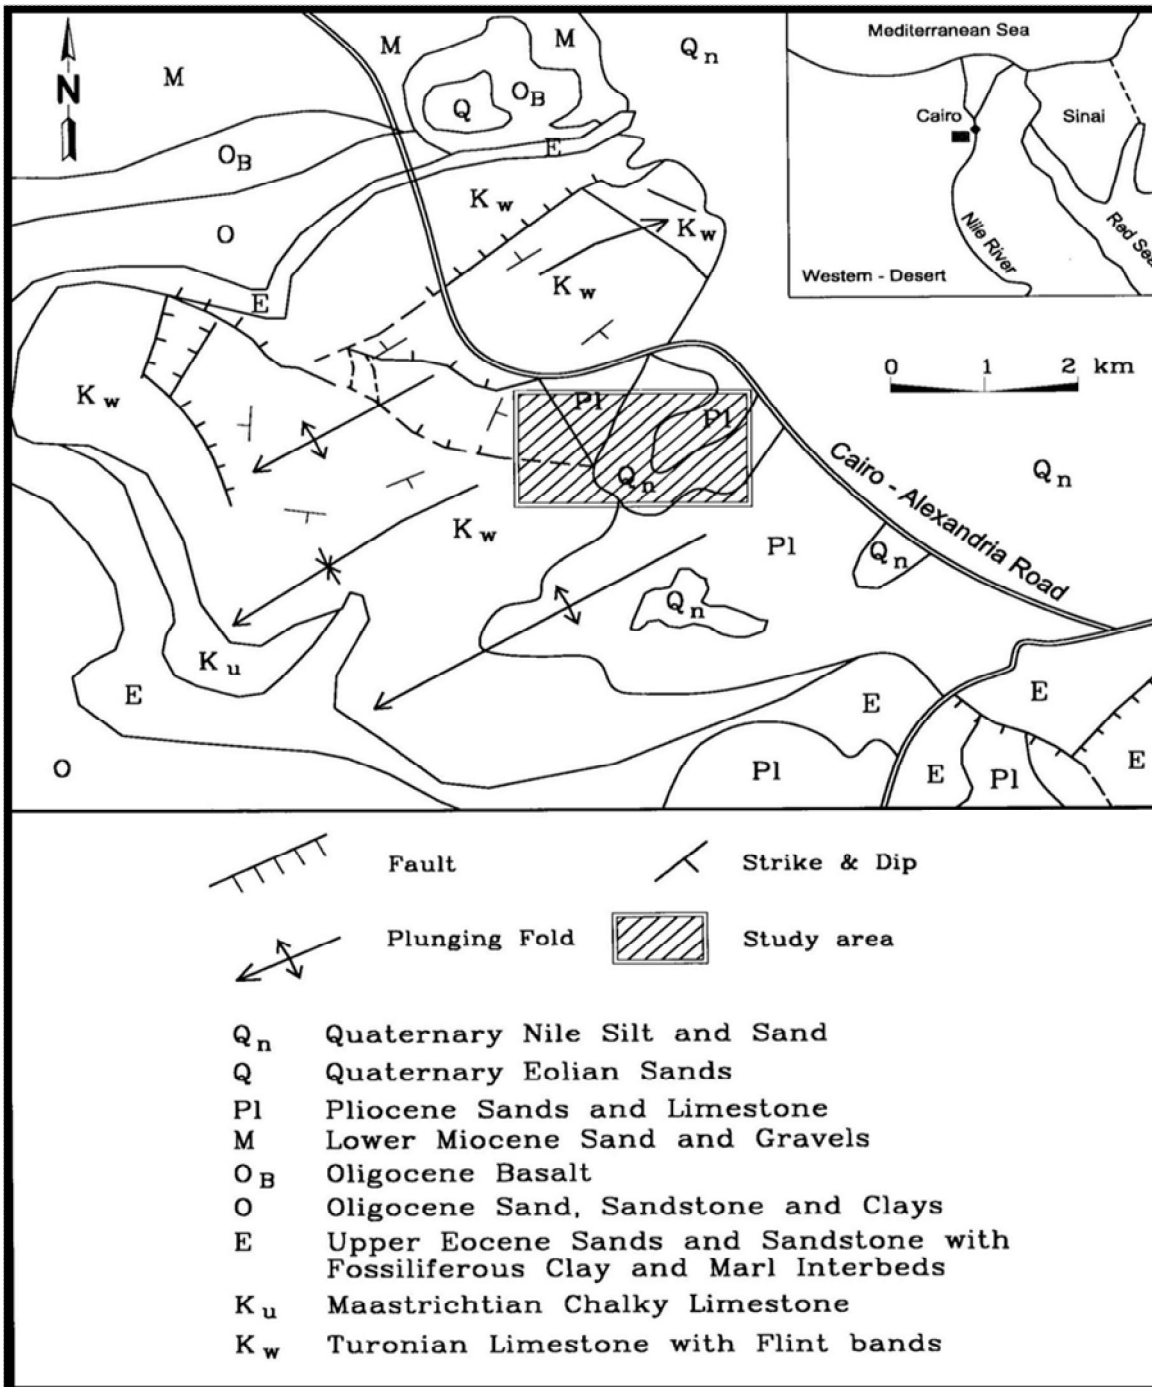 N
M
M
M
Qn
Q
OB
E
OB
O
E
Kw
Kw
Kw
Kw
Pl
Pl
Qn
Kw
Pl
Qn
Qn
Qn
Ku
E
O
E
E
Pl
E
Pl
E
Cairo - Alexandria Road
Mediterranean Sea
Cairo
Sinai
Nile River
Red Sea
Western - Desert
0 1 2 km
Fault
Strike & Dip
Plunging Fold
Study area
Qn Quaternary Nile Silt and Sand
Q Quaternary Eolian Sands
Pl Pliocene Sands and Limestone
M Lower Miocene Sand and Gravels
OB Oligocene Basalt
O Oligocene Sand, Sandstone and Clays
E Upper Eocene Sands and Sandstone with
Fossiliferous Clay and Marl Interbeds
Ku Maastrichtian Chalky Limestone
Kw Turonian Limestone with Flint bands